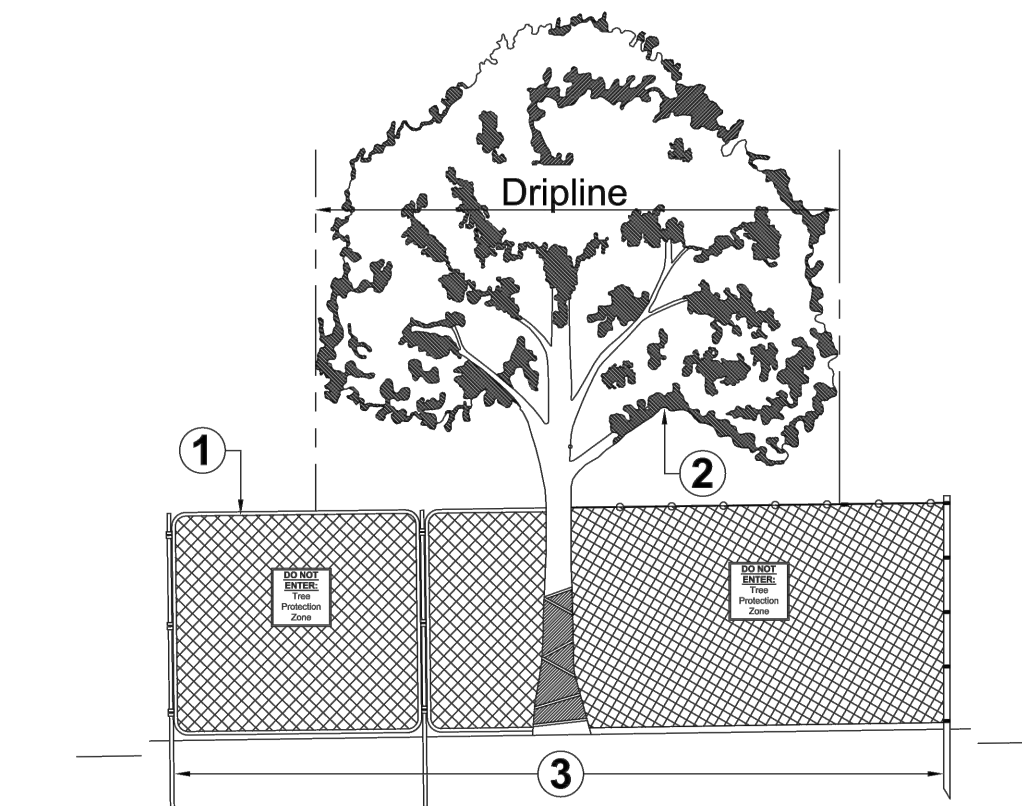 Dripline
1
2
DO NOT
ENTER:
Tree
Protection
Zone
DO NOT
ENTER:
Tree
Protection
Zone
3